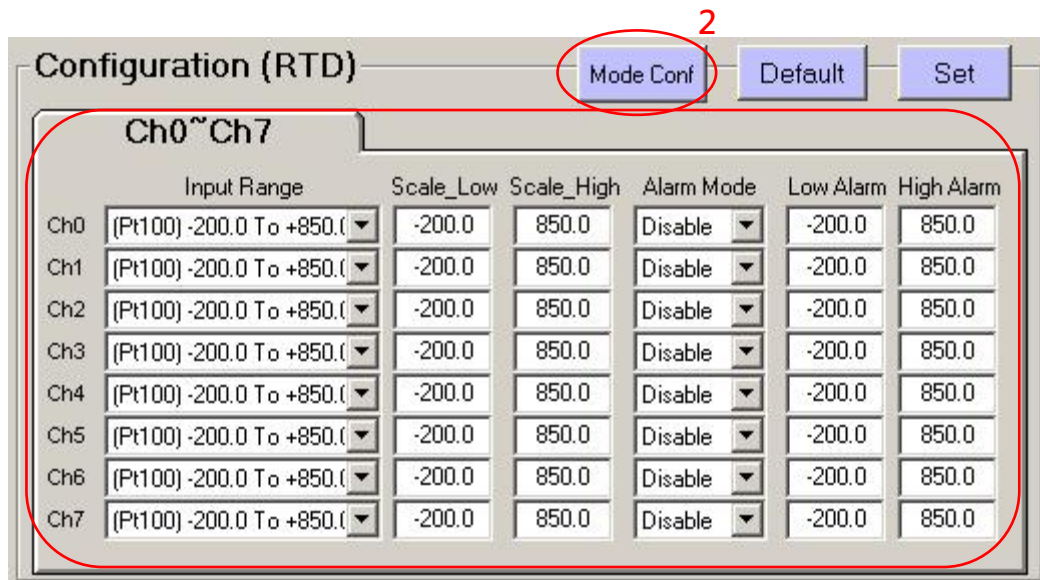 2
Configuration (RTD) Mode Conf Default Set
Ch0~Ch7
Input Range Scale_Low Scale_High Alarm Mode Low Alarm High Alarm
Ch0 (Pt100) -200.0 To +850.( -200.0 850.0 Disable -200.0 850.0
Ch1 (Pt100) -200.0 To +850.( -200.0 850.0 Disable -200.0 850.0
Ch2 (Pt100) -200.0 To +850.( -200.0 850.0 Disable -200.0 850.0
Ch3 (Pt100) -200.0 To +850.( -200.0 850.0 Disable -200.0 850.0
Ch4 (Pt100) -200.0 To +850.( -200.0 850.0 Disable -200.0 850.0
Ch5 (Pt100) -200.0 To +850.( -200.0 850.0 Disable -200.0 850.0
Ch6 (Pt100) -200.0 To +850.( -200.0 850.0 Disable -200.0 850.0
Ch7 (Pt100) -200.0 To +850.( -200.0 850.0 Disable -200.0 850.0